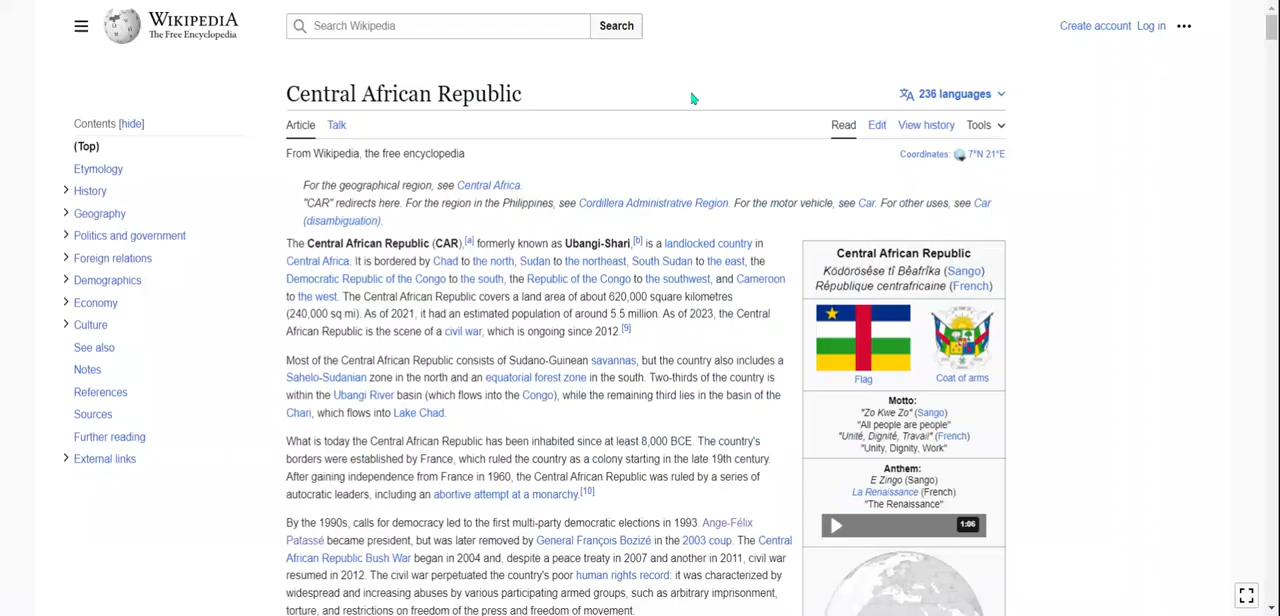 WIKIPEDIA
The Free Encyclopedia
Search Wikipedia
Search
Create account Log in
Central African Republic
236 languages
Article Talk
Read Edit View history Tools
From Wikipedia, the free encyclopedia
Coordinates: 7°N 21°E
Contents [hide]
(Top)
Etymology
History
Geography
Politics and government
Foreign relations
Demographics
Economy
Culture
See also
Notes
References
Sources
Further reading
External links
For the geographical region, see Central Africa.
"CAR" redirects here. For the region in the Philippines, see Cordillera Administrative Region. For the motor vehicle, see Car. For other uses, see Car
(disambiguation).
The Central African Republic (CAR),[a] formerly known as Ubangi-Shari,[b] is a landlocked country in
Central Africa. It is bordered by Chad to the north, Sudan to the northeast, South Sudan to the east, the
Democratic Republic of the Congo to the south, the Republic of the Congo to the southwest, and Cameroon
to the west. The Central African Republic covers a land area of about 620,000 square kilometres
(240,000 sq mi). As of 2021, it had an estimated population of around 5.5 million. As of 2023, the Central
African Republic is the scene of a civil war, which is ongoing since 2012.[9]
Most of the Central African Republic consists of Sudano-Guinean savannas, but the country also includes a
Sahelo-Sudanian zone in the north and an equatorial forest zone in the south. Two-thirds of the country is
within the Ubangi River basin (which flows into the Congo), while the remaining third lies in the basin of the
Chari, which flows into Lake Chad.
What is today the Central African Republic has been inhabited since at least 8,000 BCE. The country's
borders were established by France, which ruled the country as a colony starting in the late 19th century.
After gaining independence from France in 1960, the Central African Republic was ruled by a series of
autocratic leaders, including an abortive attempt at a monarchy.[10]
By the 1990s, calls for democracy led to the first multi-party democratic elections in 1993. Ange-Félix
Patassé became president, but was later removed by General François Bozizé in the 2003 coup. The Central
African Republic Bush War began in 2004 and, despite a peace treaty in 2007 and another in 2011, civil war
resumed in 2012. The civil war perpetuated the country's poor human rights record: it was characterized by
widespread and increasing abuses by various participating armed groups, such as arbitrary imprisonment,
torture, and restrictions on freedom of the press and freedom of movement.
Central African Republic
Ködörösêse tî Bêafrîka (Sango)
République centrafricaine (French)
Flag
Coat of arms
Motto:
"Zo Kwe Zo" (Sango)
"All people are people"
"Unité, Dignité, Travail" (French)
"Unity, Dignity, Work"
Anthem:
E Zingo (Sango)
La Renaissance (French)
"The Renaissance"
1:06